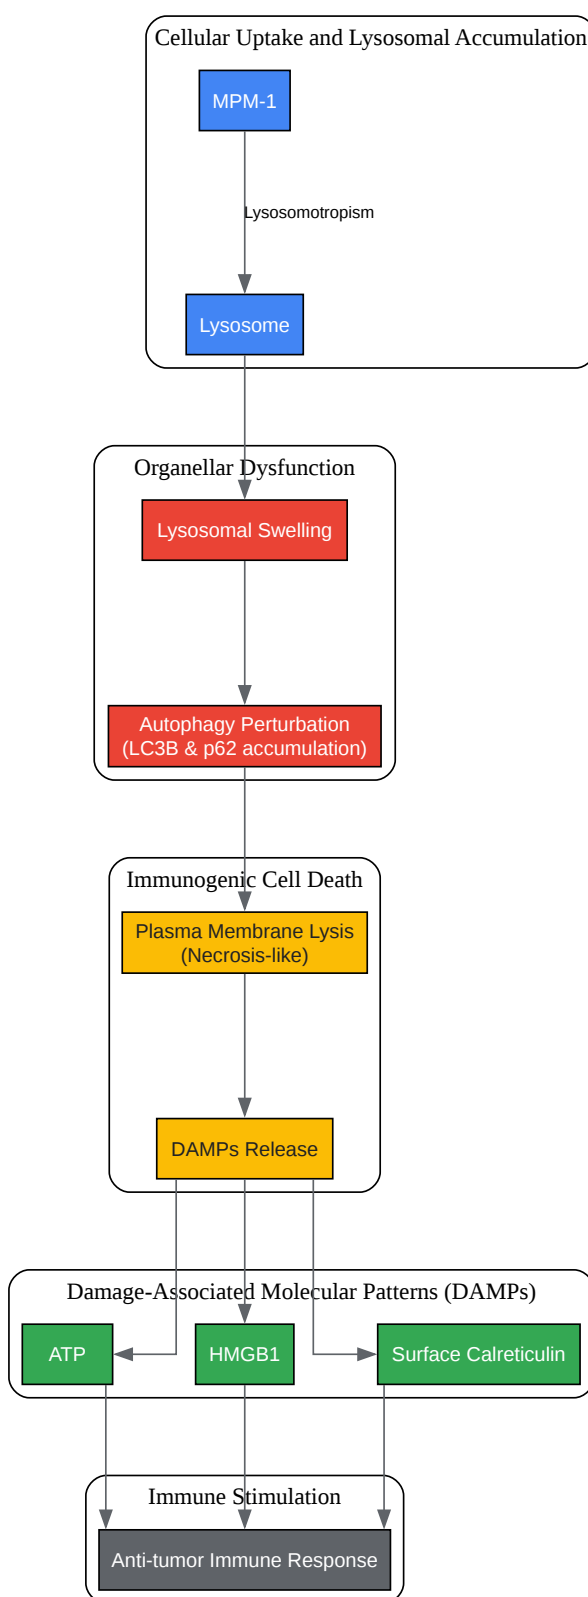 Cellular Uptake and Lysosomal Accumulation
MPM-1
Lysosomotropism
Lysosome
Organellar Dysfunction
Lysosomal Swelling
Autophagy Perturbation
(LC3B & p62 accumulation)
Immunogenic Cell Death
Plasma Membrane Lysis
(Necrosis-like)
DAMPs Release
Damage-Associated Molecular Patterns (DAMPs)
ATP
HMGB1
Surface Calreticulin
Immune Stimulation
Anti-tumor Immune Response